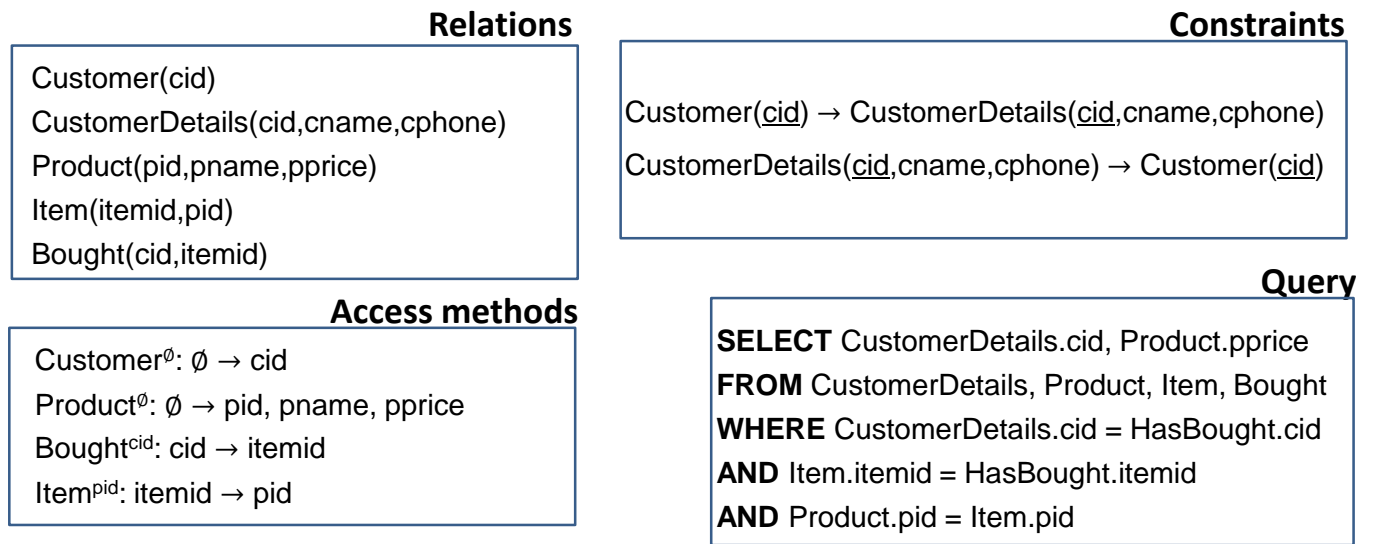 Relations
Customer(cid)
CustomerDetails(cid,cname,cphone)
Product(pid,pname,pprice)
Item(itemid,pid)
Bought(cid,itemid)
Constraints
Customer(cid) → CustomerDetails(cid,cname,cphone)
CustomerDetails(cid,cname,cphone) → Customer(cid)
Access methods
Customer^∅: ∅ → cid
Product^∅: ∅ → pid, pname, pprice
Bought^cid: cid → itemid
Item^pid: itemid → pid
Query
SELECT CustomerDetails.cid, Product.pprice
FROM CustomerDetails, Product, Item, Bought
WHERE CustomerDetails.cid = HasBought.cid
AND Item.itemid = HasBought.itemid
AND Product.pid = Item.pid